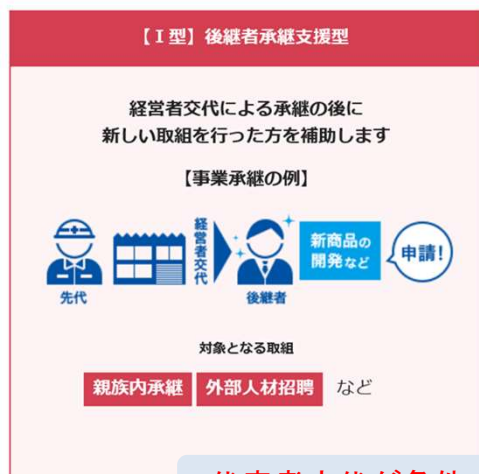 【Ⅰ型】後継者承継支援型
経営者交代による承継の後に
新しい取組を行った方を補助します
【事業承継の例】
経営者交代
新商品の
開発など
申請!
先代
後継者
対象となる取組
親族内承継 外部人材招聘 など